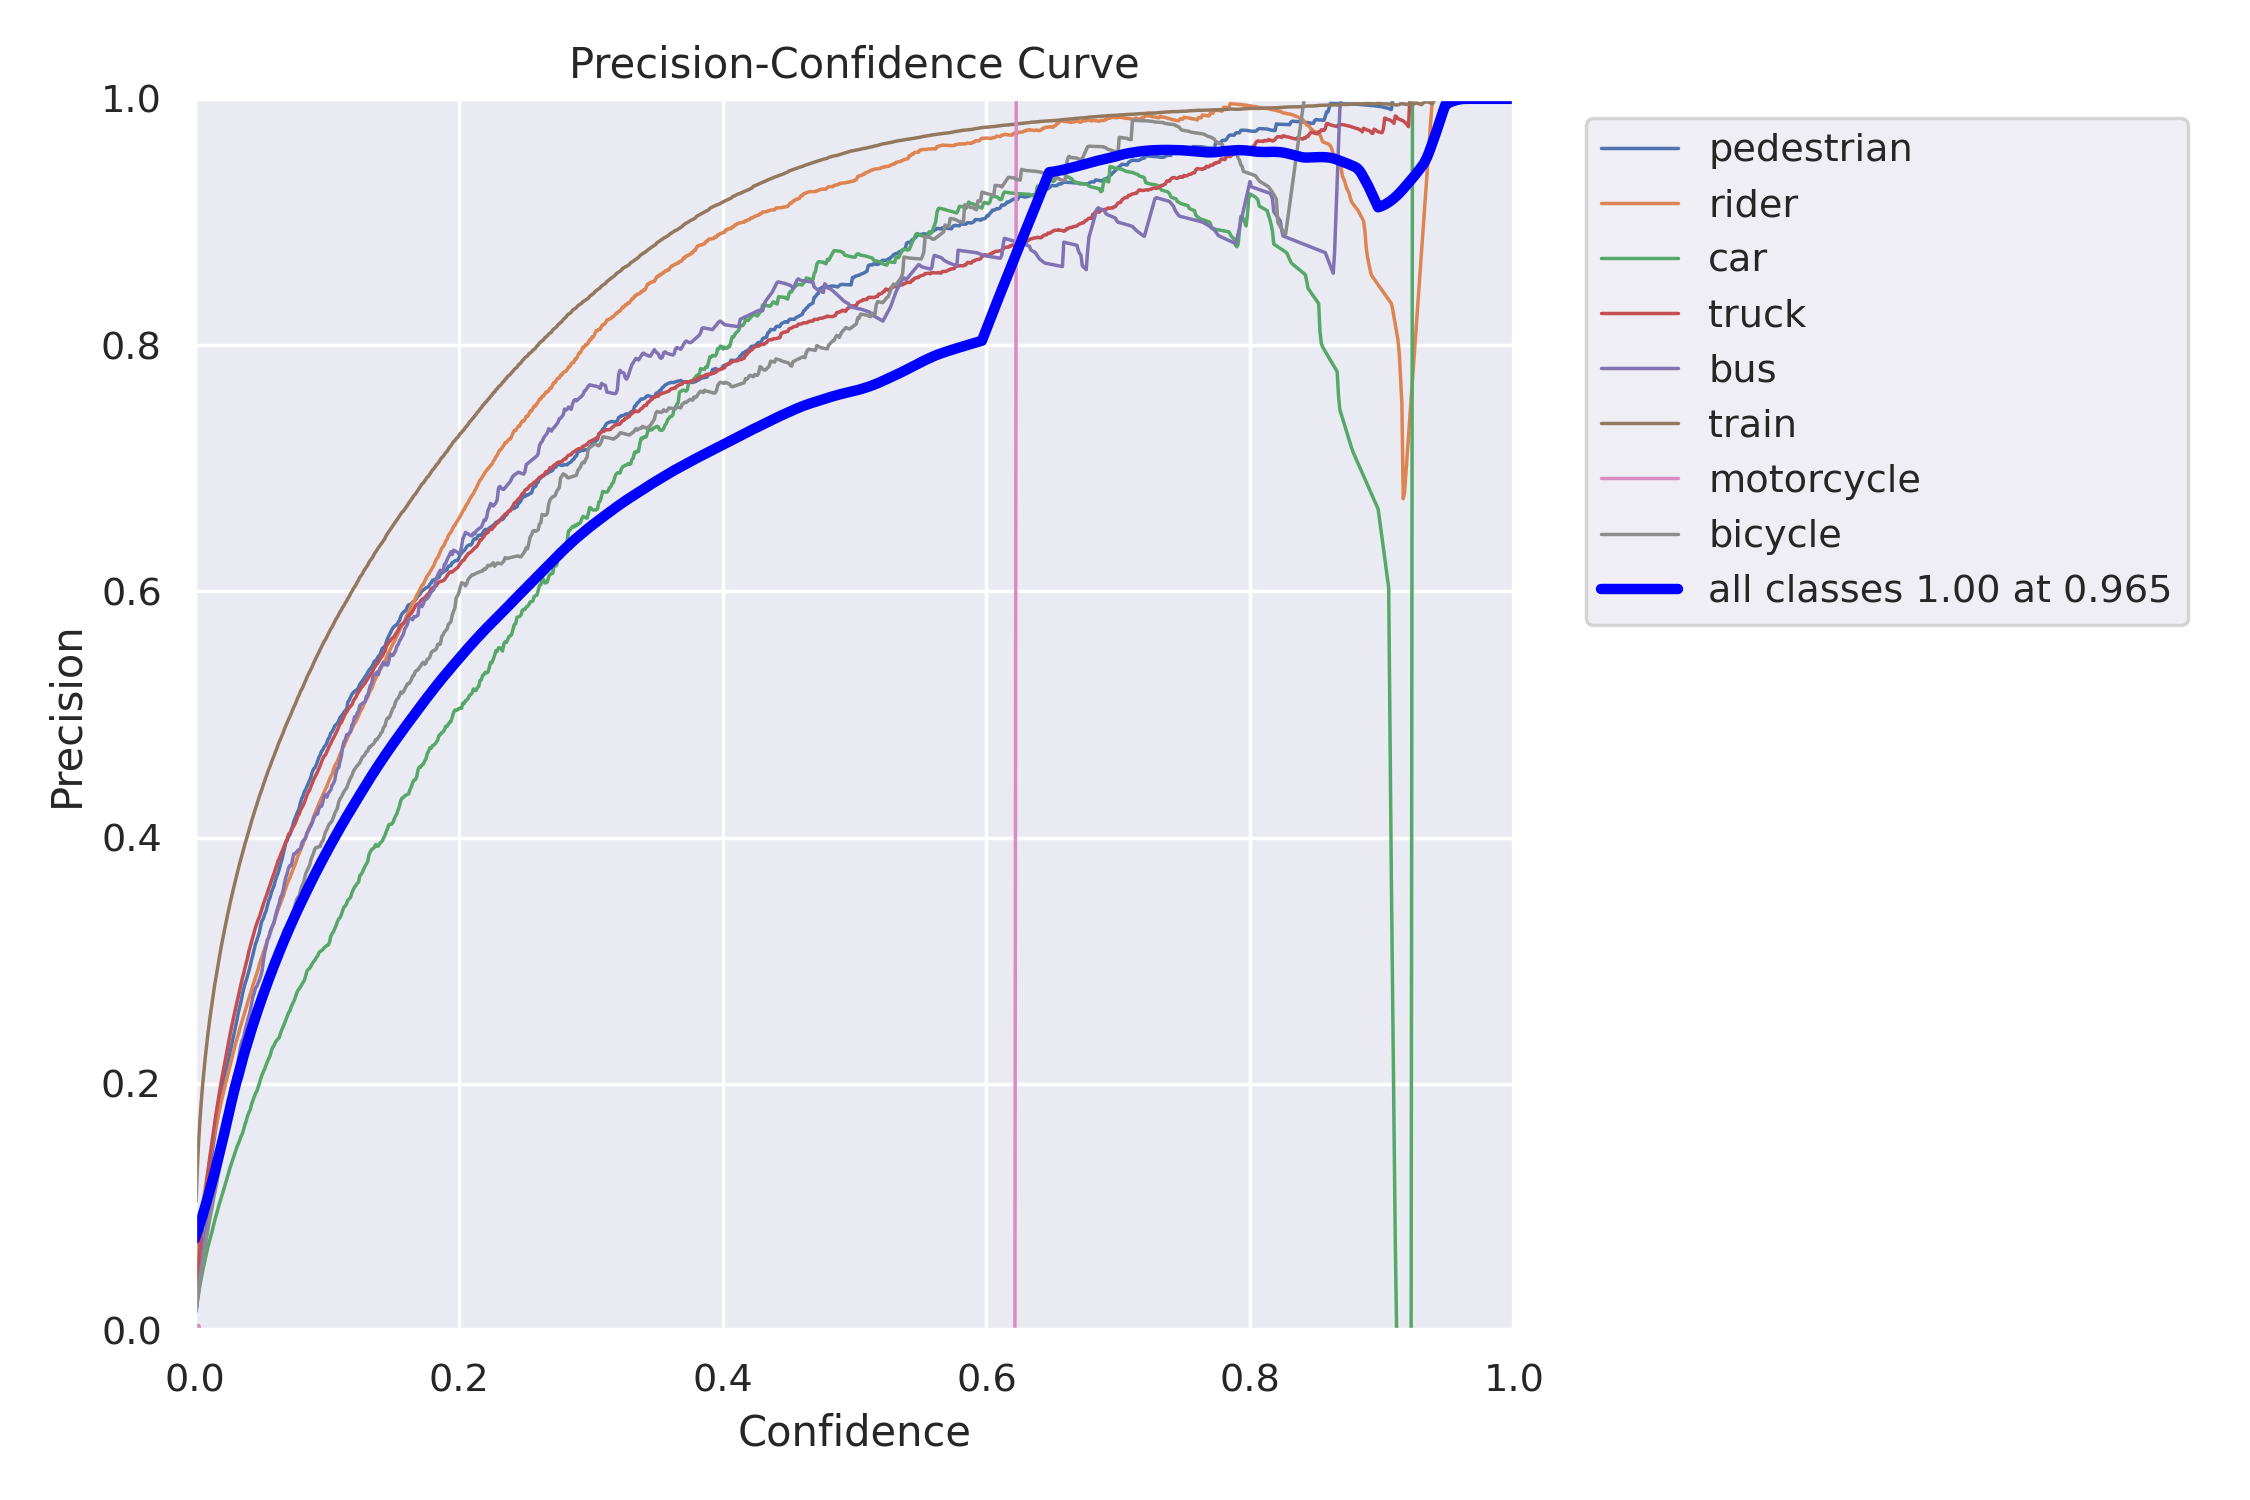 Precision-Confidence Curve
1.0
0.8
0.6
0.4
0.2
0.0
Precision
0.0 0.2 0.4 0.6 0.8 1.0
Confidence
pedestrian
rider
car
truck
bus
train
motorcycle
bicycle
all classes 1.00 at 0.965